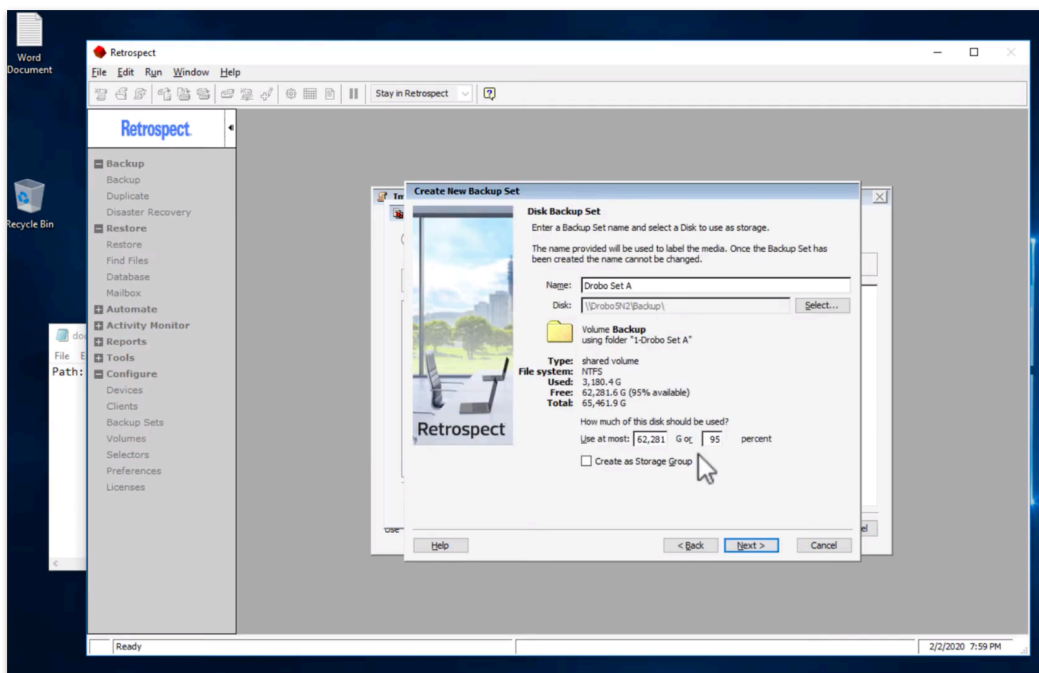 Word
Document
Recycle Bin
Retrospect
File Edit Run Window Help
Stay in Retrospect
Retrospect
Backup
Backup
Duplicate
Disaster Recovery
Restore
Restore
Find Files
Database
Mailbox
Automate
Activity Monitor
Reports
Tools
Configure
Devices
Clients
Backup Sets
Volumes
Selectors
Preferences
Licenses
File
Path:
Create New Backup Set
Disk Backup Set
Enter a Backup Set name and select a Disk to use as storage.
The name provided will be used to label the media. Once the Backup Set has
been created the name cannot be changed.
Name: Drobo Set A
Disk: \\Drobo5N2\Backup\ Select...
Volume Backup
using folder "1-Drobo Set A"
Type: shared volume
File system: NTFS
Used: 3,180.4 G
Free: 62,281.6 G (95% available)
Total: 65,461.9 G
How much of this disk should be used?
Use at most: 62,281 G or 95 percent
Create as Storage Group
Retrospect
Help < Back Next > Cancel
Ready 2/2/2020 7:59 PM